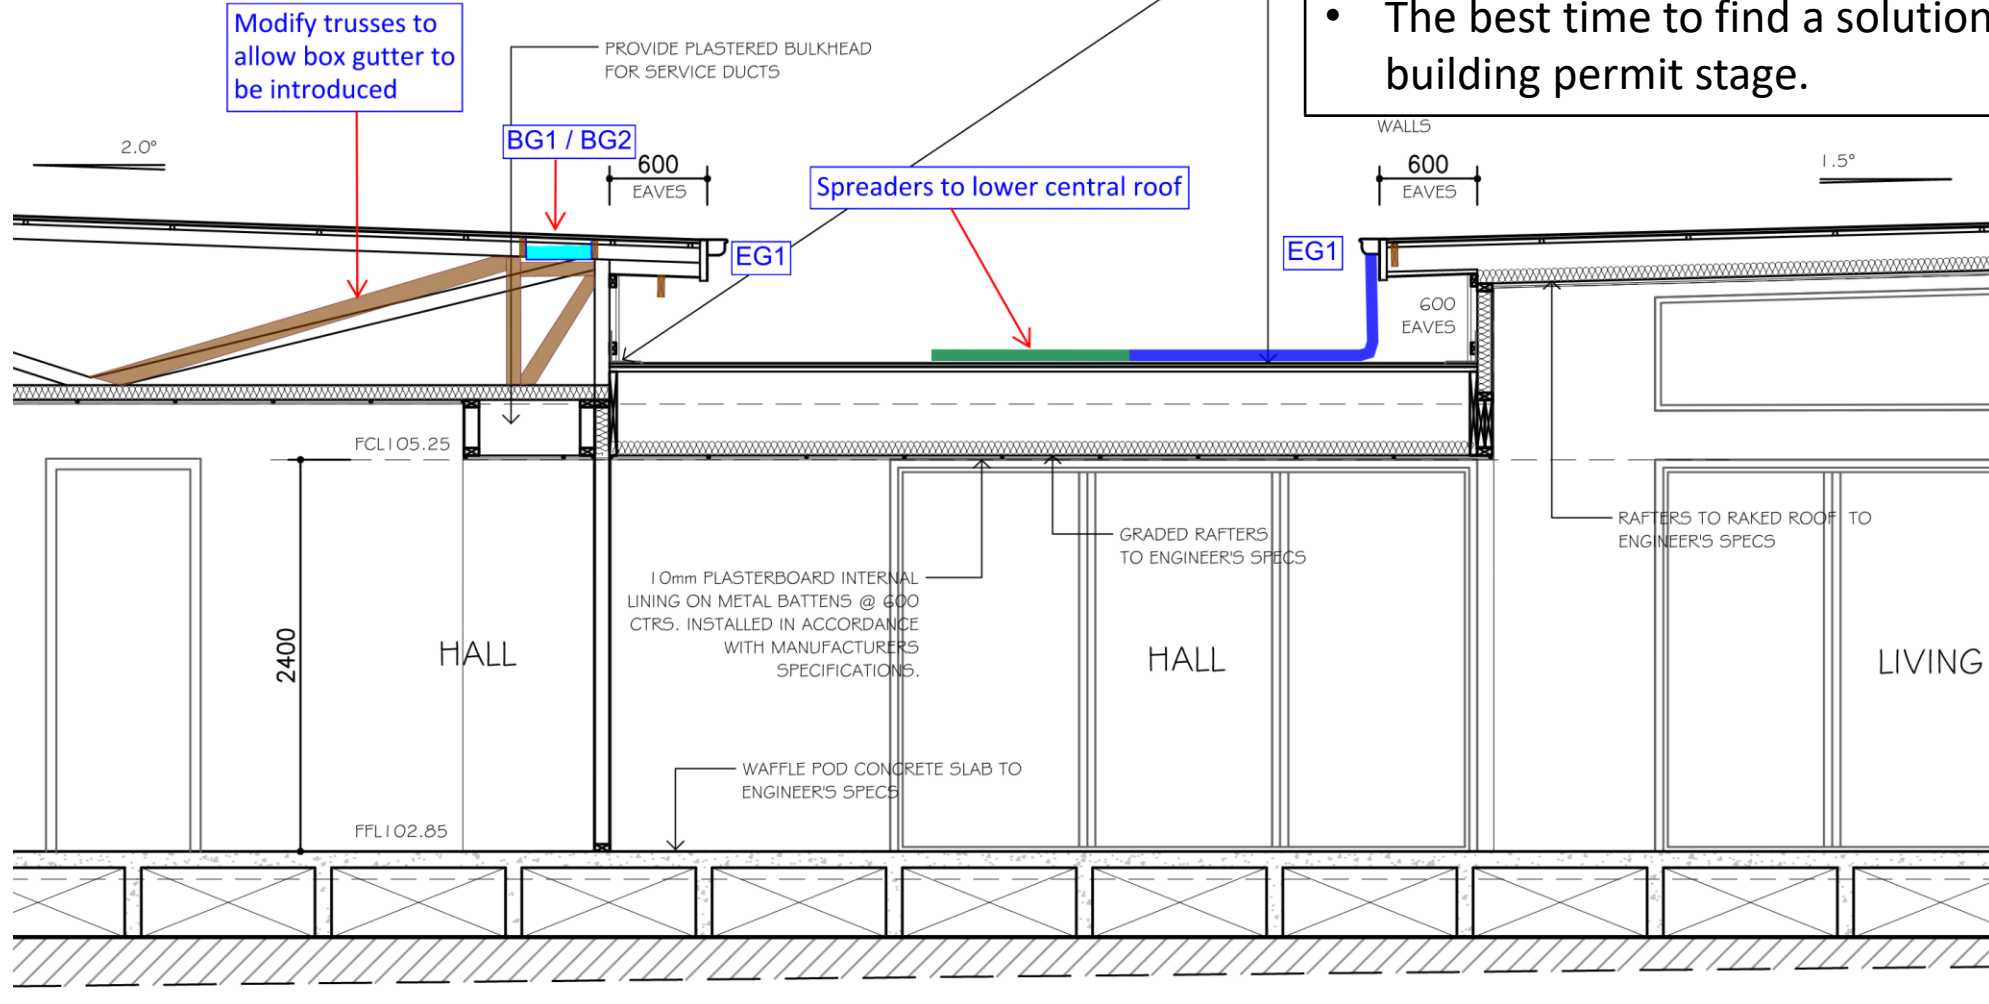 Modify trusses to
allow box gutter to
be introduced
PROVIDE PLASTERED BULKHEAD
FOR SERVICE DUCTS
• The best time to find a solution
building permit stage.
WALLS
2.0°
BG1 / BG2
600
EAVES
Spreaders to lower central roof
600
EAVES
1.5°
EG1
EG1
600
EAVES
FCL105.25
GRADED RAFTERS
TO ENGINEER'S SPECS
RAFTERS TO RAKED ROOF TO
ENGINEER'S SPECS
10mm PLASTERBOARD INTERNAL
LINING ON METAL BATTENS @ 600
CTRS. INSTALLED IN ACCORDANCE
WITH MANUFACTURERS
SPECIFICATIONS.
2400
HALL
HALL
LIVING
WAFFLE POD CONCRETE SLAB TO
ENGINEER'S SPECS
FFL102.85